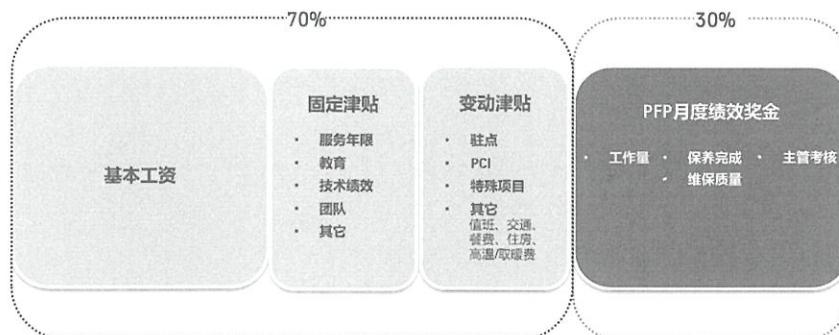 70%
30%
基本工资
固定津贴
• 服务年限
• 教育
• 技术绩效
• 团队
• 其它
变动津贴
• 驻点
• PCI
• 特殊项目
• 其它
值班、交通、
餐费、住房、
高温/取暖费
PFP月度绩效奖金
• 工作量 • 保养完成 • 主管考核
• 维保质量